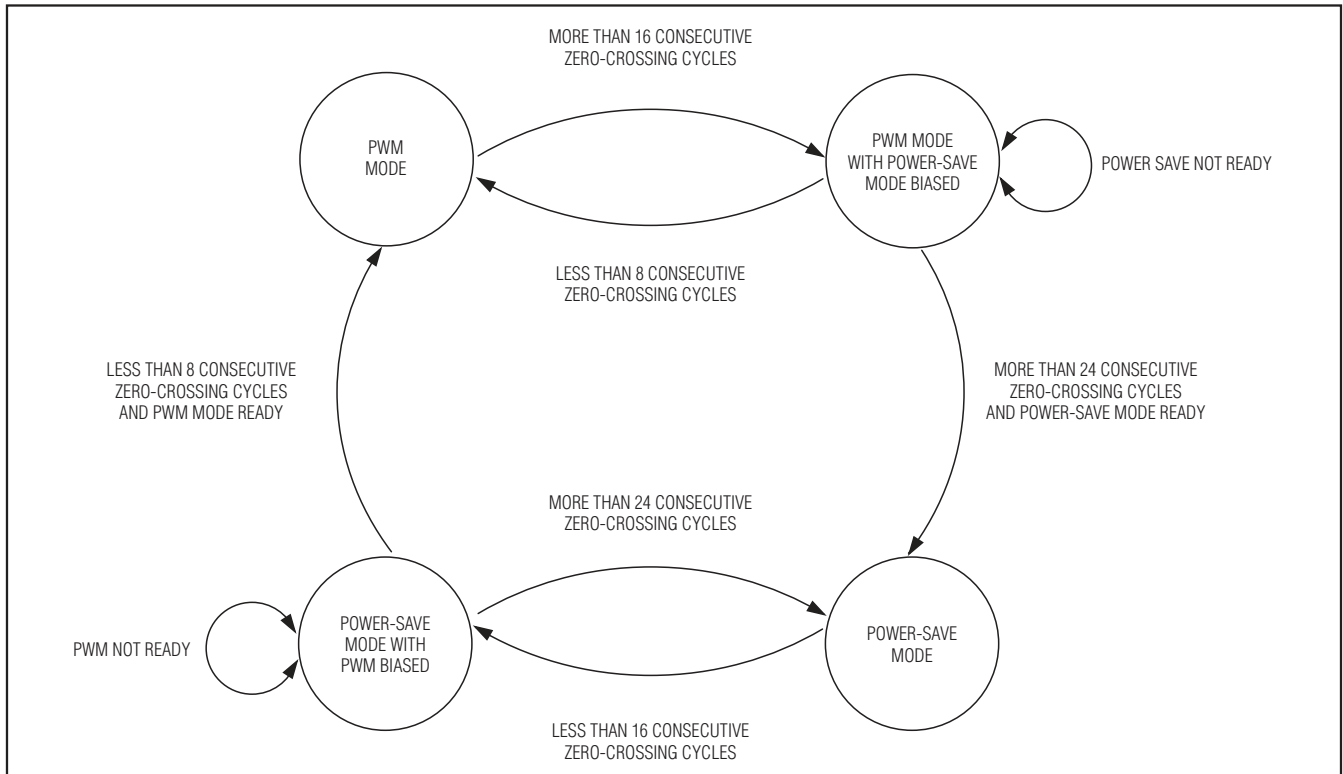 MORE THAN 16 CONSECUTIVE
ZERO-CROSSING CYCLES
PWM
MODE
PWM MODE
WITH POWER-SAVE
MODE BIASED
POWER SAVE NOT READY
LESS THAN 8 CONSECUTIVE
ZERO-CROSSING CYCLES
LESS THAN 8 CONSECUTIVE
ZERO-CROSSING CYCLES
AND PWM MODE READY
MORE THAN 24 CONSECUTIVE
ZERO-CROSSING CYCLES
AND POWER-SAVE MODE READY
MORE THAN 24 CONSECUTIVE
ZERO-CROSSING CYCLES
PWM NOT READY
POWER-SAVE
MODE WITH
PWM BIASED
POWER-SAVE
MODE
LESS THAN 16 CONSECUTIVE
ZERO-CROSSING CYCLES